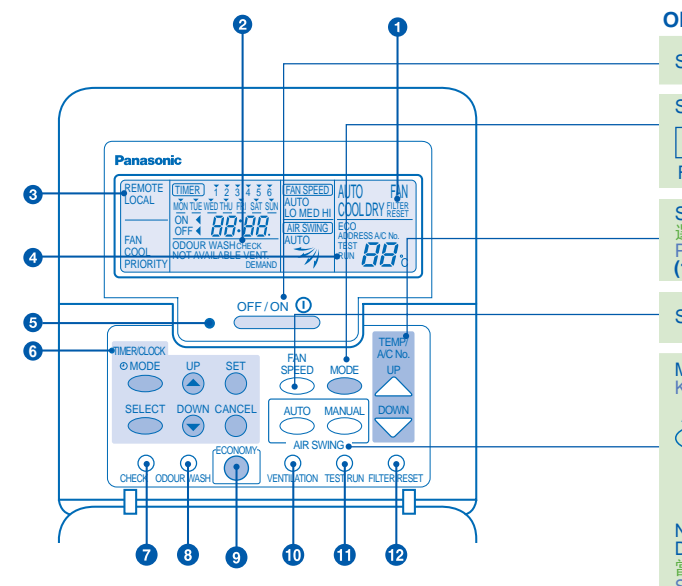 2
1
OI
S
S
F
Panasonic
3
REMOTE
LOCAL
FAN
COOL
PRIORITY
TIMER 1 2 3 4 5 6
MON TUE WED THU FRI SAT SUN
ON
OFF 88:88.
ODOUR WASH CHECK
NOT AVAILABLE VENT.
DEMAND
FAN SPEED
AUTO
LO MED HI
AIR SWING
AUTO
AUTO FAN
COOL DRY FILTER RESET
ECO
ADDRESS A/C No.
TEST
RUN 88°C
4
S
(
OFF/ON
5
S
6
TIMER/CLOCK
MODE UP SET
SELECT DOWN CANCEL
FAN
SPEED
MODE
TEMP/
A/C No.
UP
DOWN
AUTO MANUAL
AIR SWING
ECONOMY
CHECK ODOUR WASH VENTILATION TEST RUN FILTER RESET
M
K
7 8 9 10 11 12
N
D